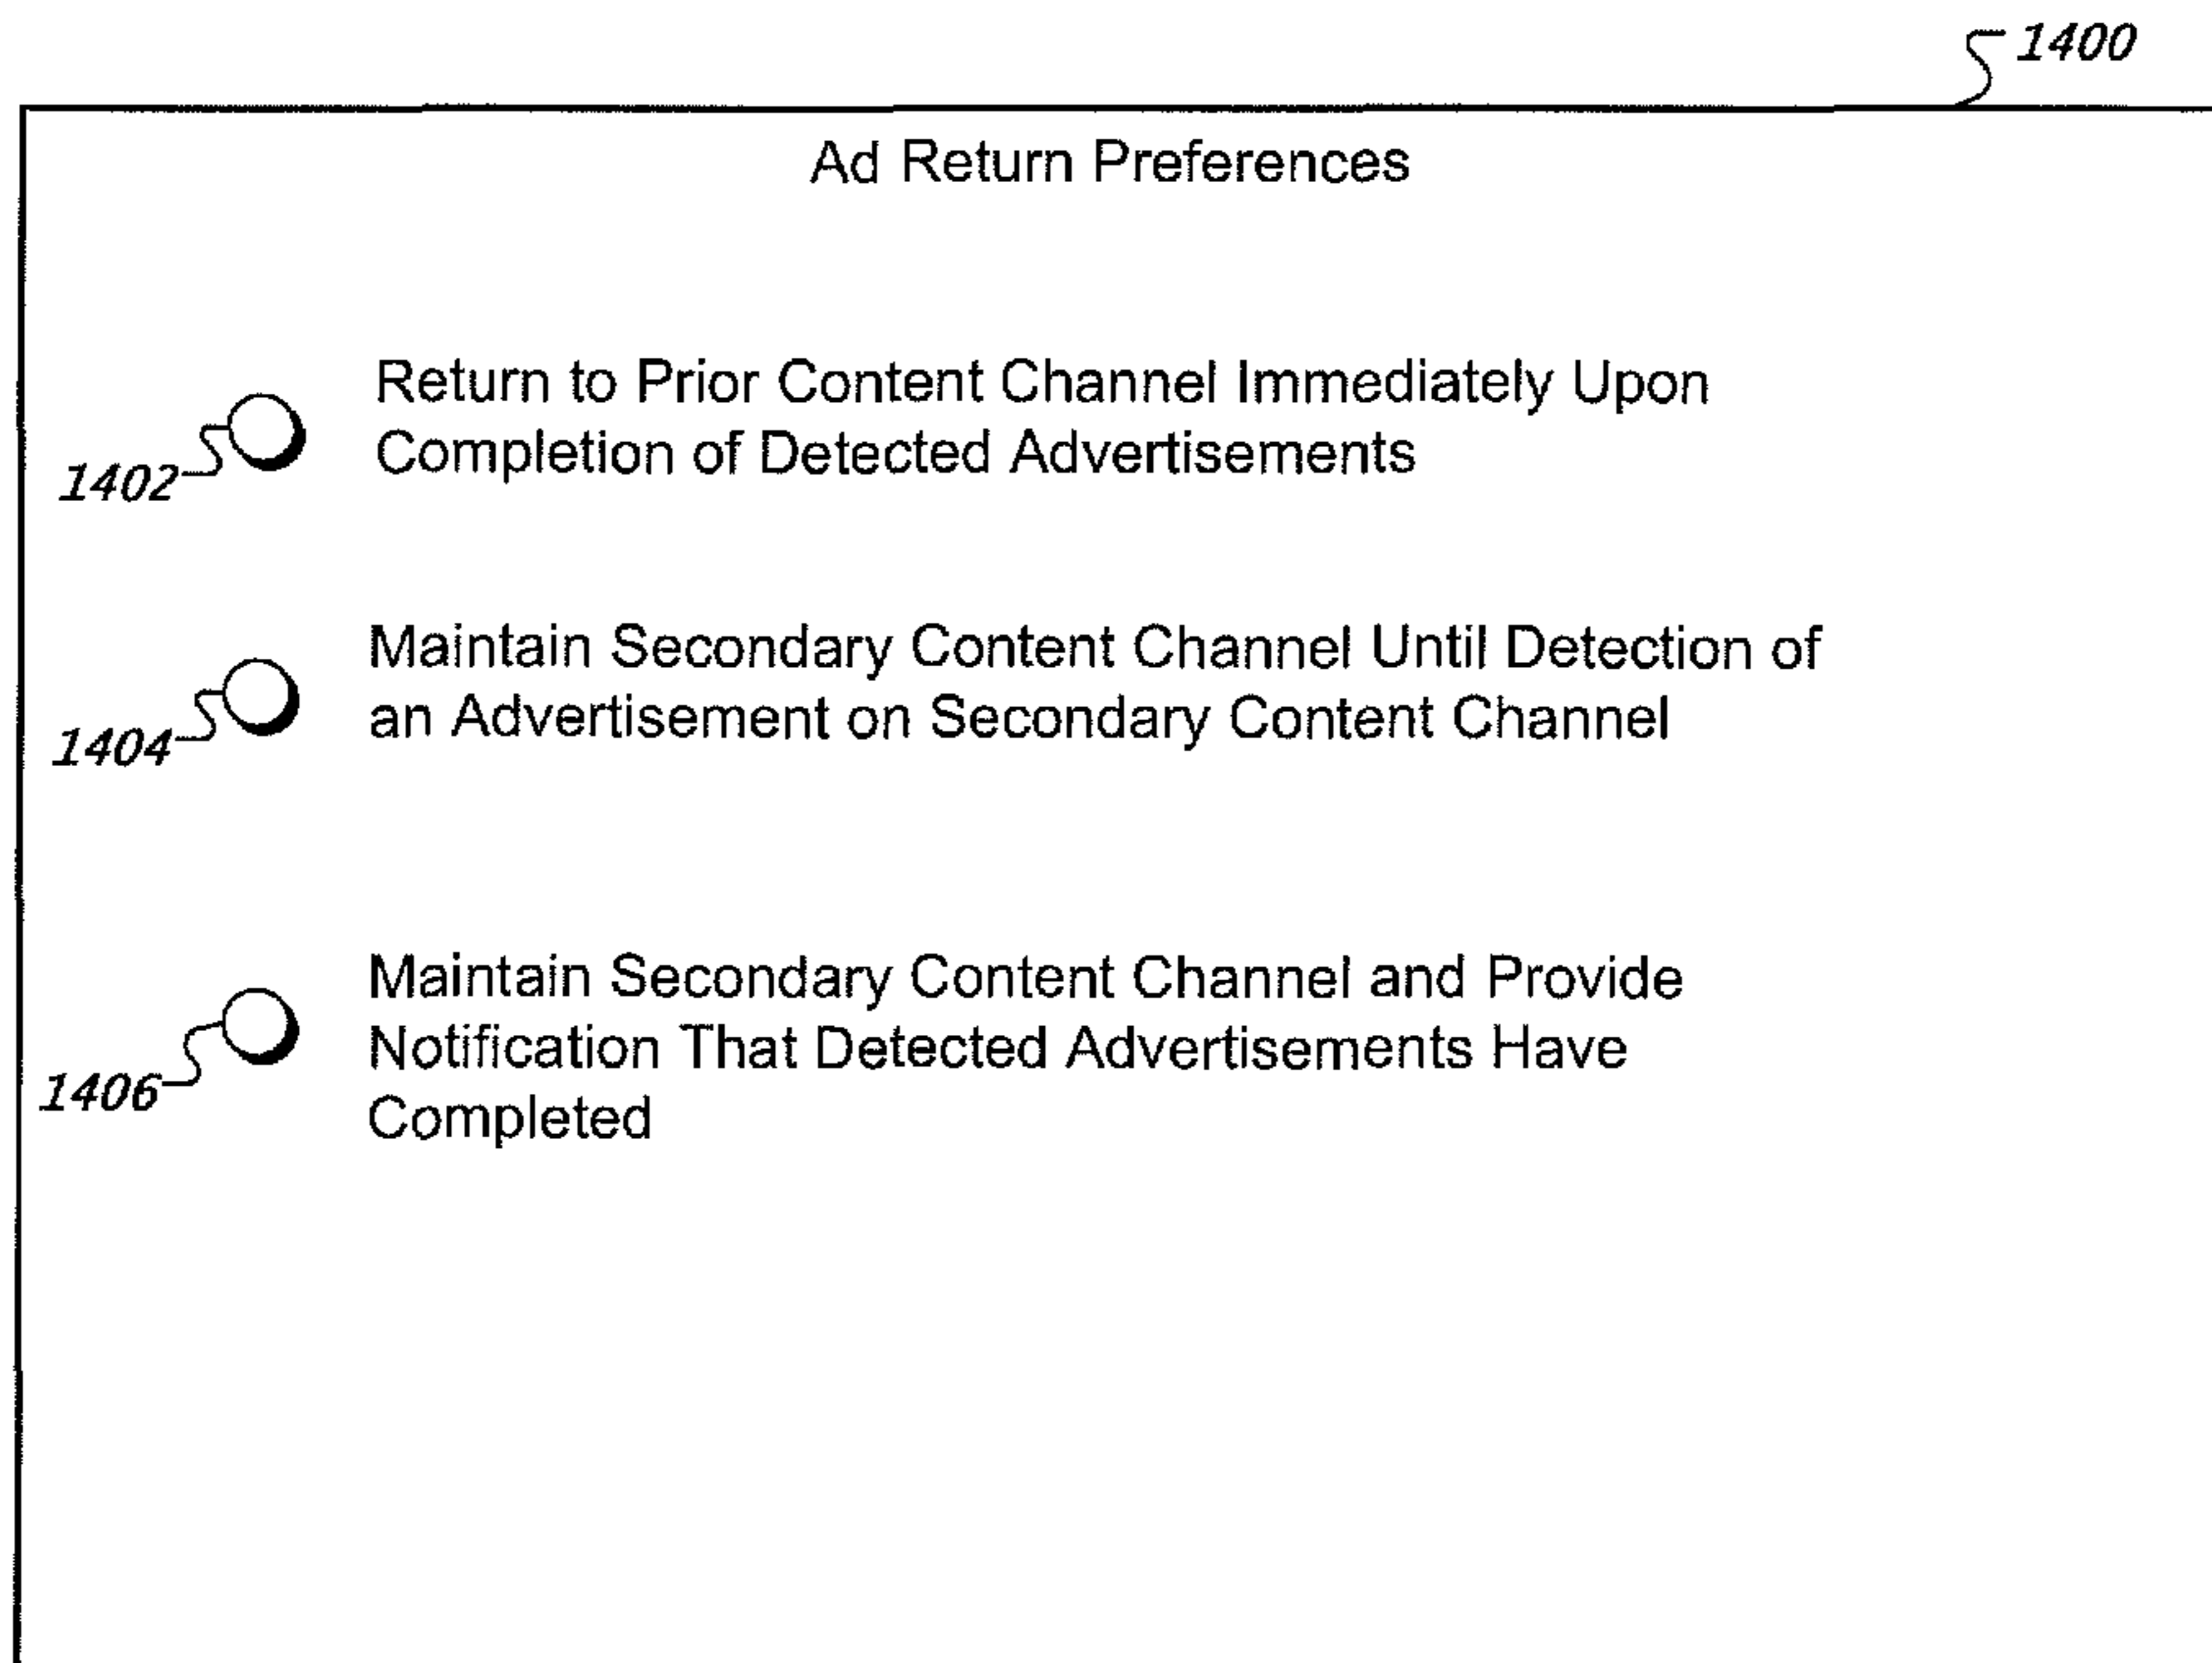 1400
Ad Return Preferences
Return to Prior Content Channel Immediately Upon
Completion of Detected Advertisements
1402
Maintain Secondary Content Channel Until Detection of
an Advertisement on Secondary Content Channel
1404
Maintain Secondary Content Channel and Provide
Notification That Detected Advertisements Have
Completed
1406